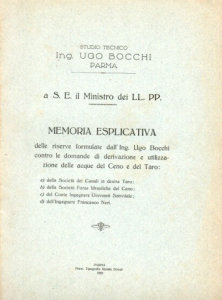 STUDIO TECNICO
Ing. UGO BOCCHI
PARMA
a S. E. il Ministro dei LL. PP.
MEMORIA ESPLICATIVA
delle riserve formulate dall'Ing. Ugo Bocchi
contro le domande di derivazione e utilizza-
zione delle acque del Ceno e del Taro:
a) della Società dei Canali in destra Taro;
b) della Società Forze Idrauliche del Ceno;
c) del Conte Ingegnere Giovanni
d) dell'Ingegnere Francesco Neri.
PARMA